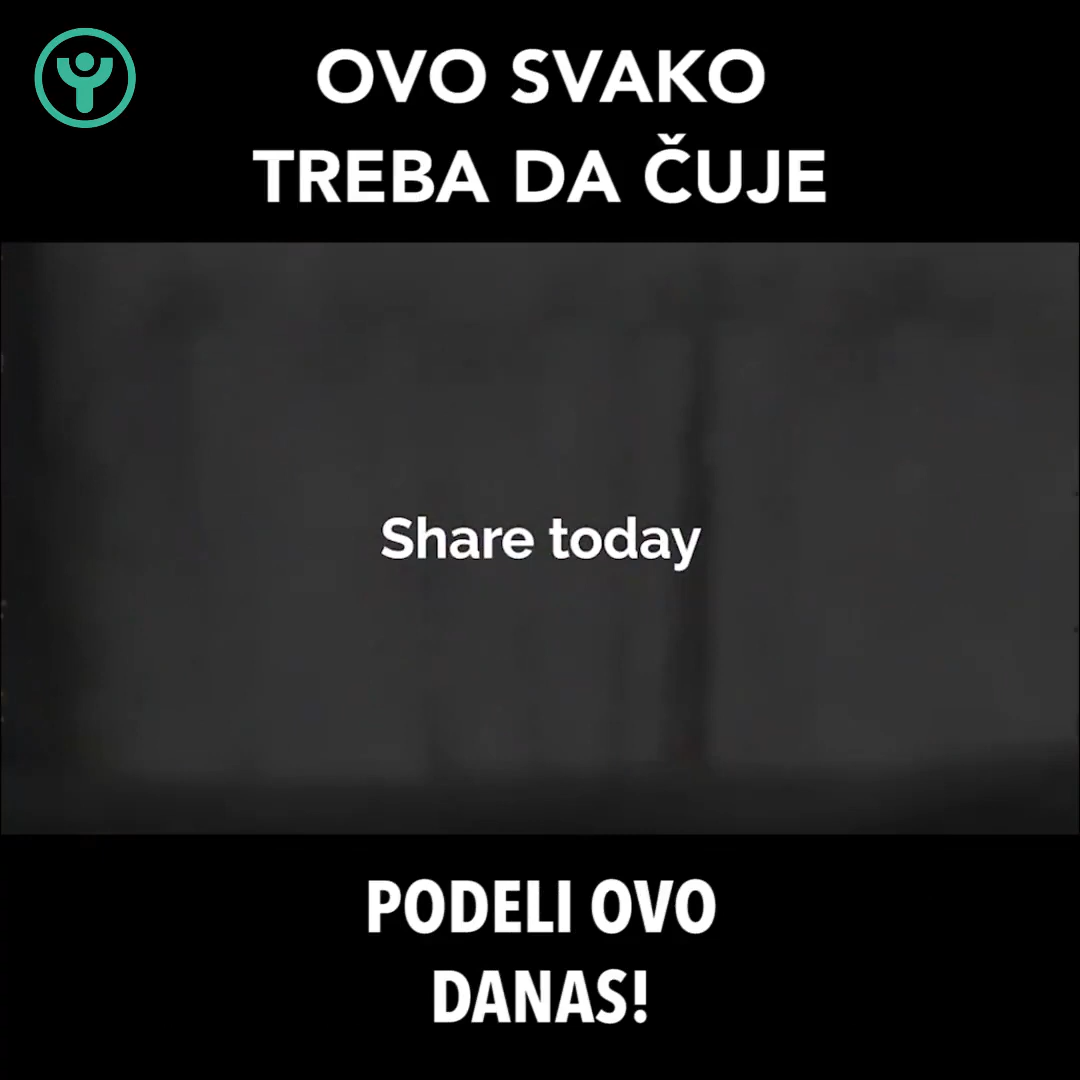 OVO SVAKO
TREBA DA ČUJE
Share today
PODELI OVO
DANAS!